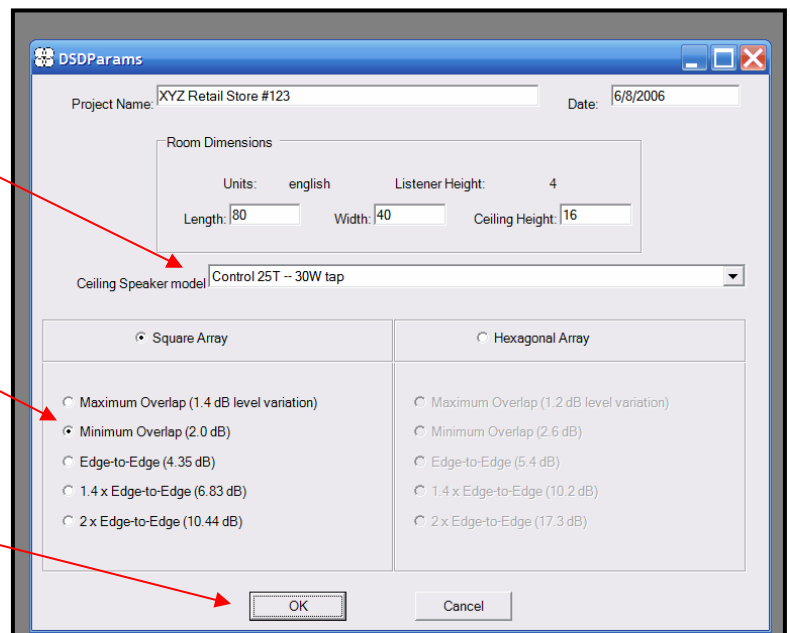 DSDParams
Project Name: XYZ Retail Store #123 Date: 6/8/2006
Room Dimensions
Units: english Listener Height: 4
Length: 80 Width: 40 Ceiling Height: 16
Ceiling Speaker model Control 25T -- 30W tap
Square Array
Hexagonal Array
Maximum Overlap (1.4 dB level variation)
Minimum Overlap (2.0 dB)
Edge-to-Edge (4.35 dB)
1.4 x Edge-to-Edge (6.83 dB)
2 x Edge-to-Edge (10.44 dB)
Maximum Overlap (1.2 dB level variation)
Minimum Overlap (2.6 dB)
Edge-to-Edge (5.4 dB)
1.4 x Edge-to-Edge (10.2 dB)
2 x Edge-to-Edge (17.3 dB)
OK Cancel